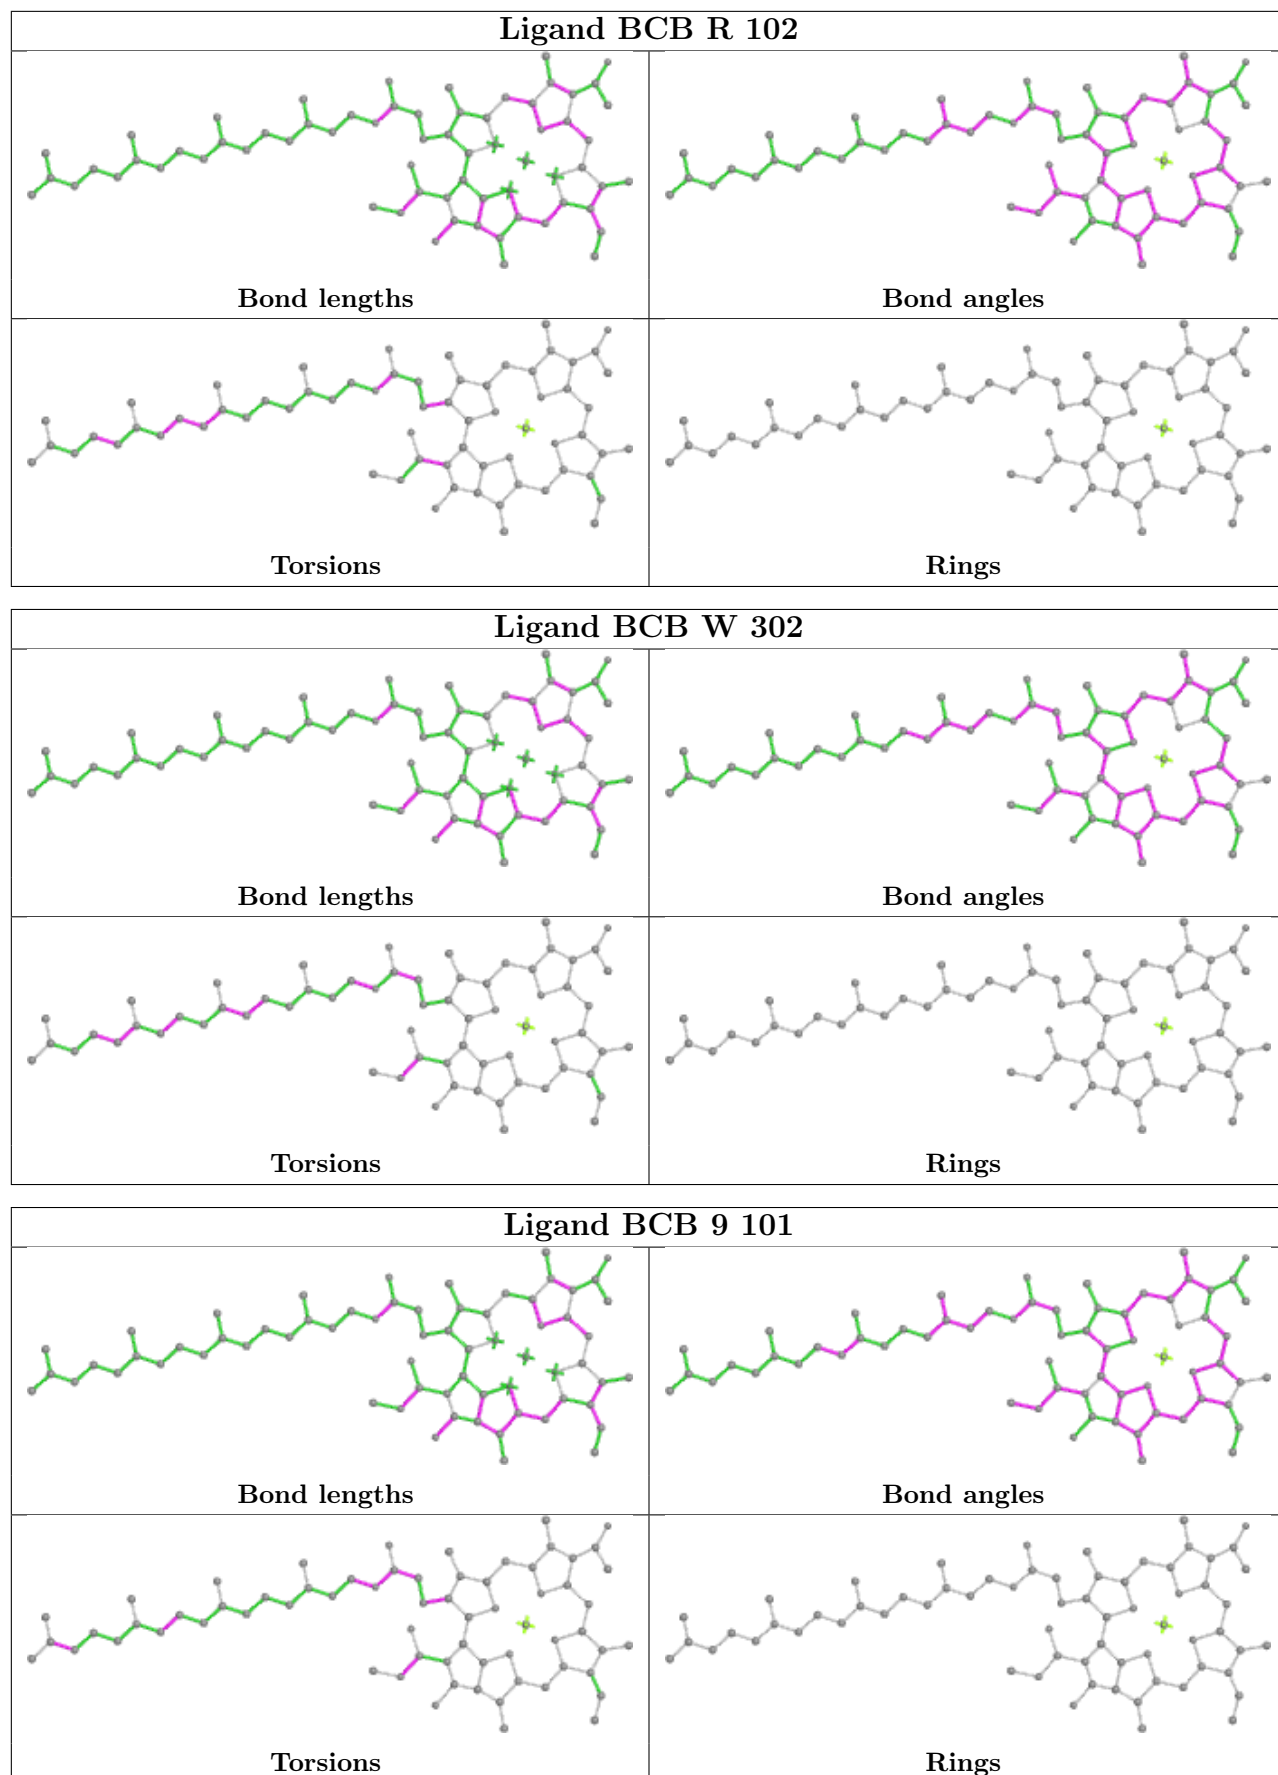 Ligand BCB R 102
Bond lengths
Bond angles
Torsions
Rings
Ligand BCB W 302
Bond lengths
Bond angles
Torsions
Rings
Ligand BCB 9 101
Bond lengths
Bond angles
Torsions
Rings